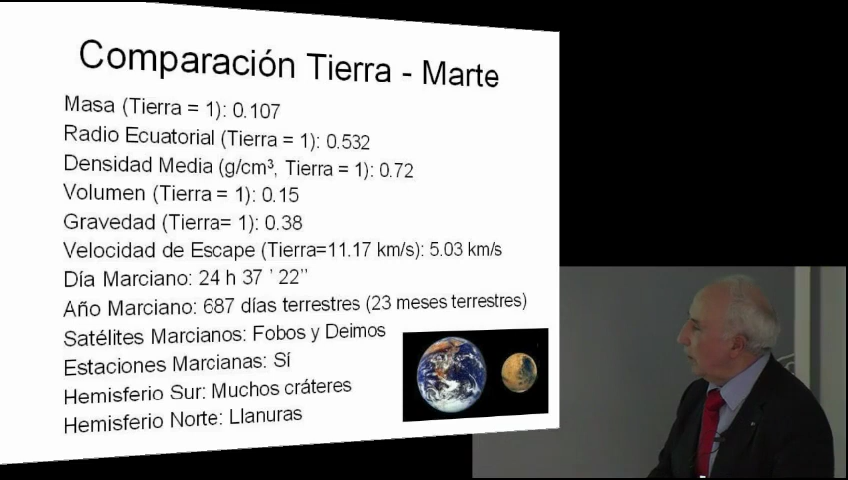 Comparación Tierra - Marte
Masa (Tierra = 1): 0.107
Radio Ecuatorial (Tierra = 1): 0.532
Densidad Media (g/cm³, Tierra = 1): 0.72
Volumen (Tierra = 1): 0.15
Gravedad (Tierra= 1): 0.38
Velocidad de Escape (Tierra=11.17 km/s): 5.03 km/s
Día Marciano: 24 h 37 ' 22''
Año Marciano: 687 días terrestres (23 meses terrestres)
Satélites Marcianos: Fobos y Deimos
Estaciones Marcianas: Sí
Hemisferio Sur: Muchos cráteres
Hemisferio Norte: Llanuras